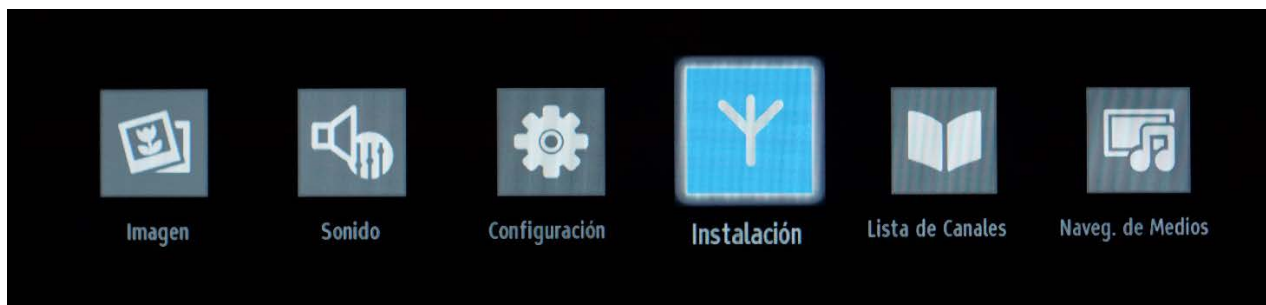 Imagen
Sonido
Configuración
Instalación
Lista de Canales
Naveg. de Medios